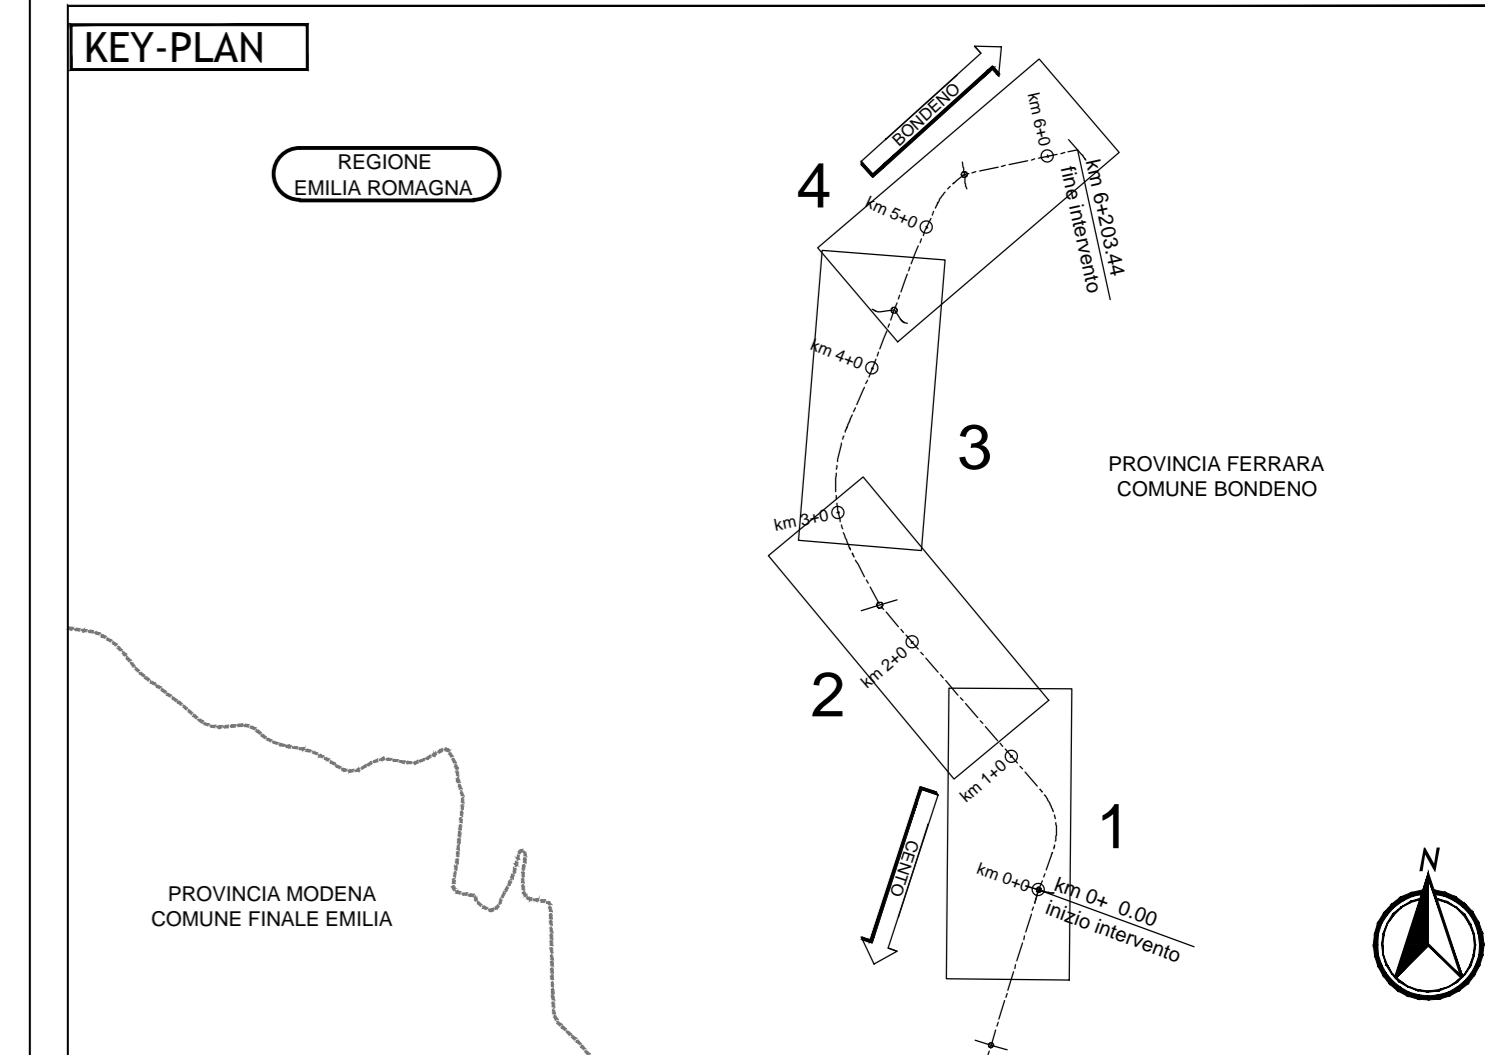 KEY-PLAN
REGIONE
EMILIA ROMAGNA
BONDENO
4
km 6+0
km 6+203.44
fine intervento
km 5+0
km 4+0
3
PROVINCIA FERRARA
COMUNE BONDENO
km 3+0
km 2+0
2
km 1+0
1
CENTO
km 0+0
km 0+ 0.00
inizio intervento
N
PROVINCIA MODENA
COMUNE FINALE EMILIA